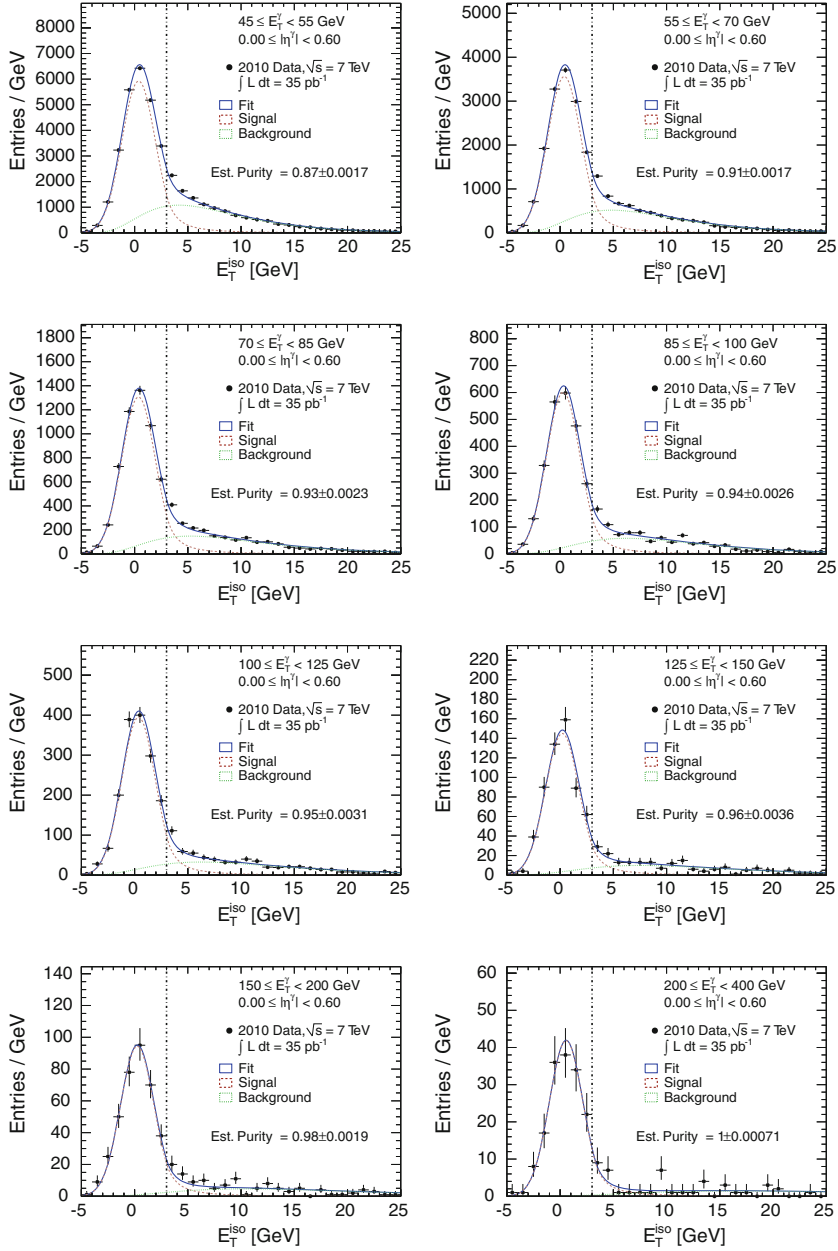 45 ≤ E_T^γ < 55 GeV
0.00 ≤ |η^γ| < 0.60
2010 Data, √s = 7 TeV
∫ L dt = 35 pb⁻¹
Fit
Signal
Background
Est. Purity = 0.87±0.0017
Entries / GeV
7000
6000
5000
4000
3000
2000
1000
0
-5 0 5 10 15 20 25
E_T^iso [GeV]
55 ≤ E_T^γ < 70 GeV
0.00 ≤ |η^γ| < 0.60
2010 Data, √s = 7 TeV
∫ L dt = 35 pb⁻¹
Fit
Signal
Background
Est. Purity = 0.91±0.0017
Entries / GeV
5000
4000
3000
2000
1000
0
-5 0 5 10 15 20 25
E_T^iso [GeV]
70 ≤ E_T^γ < 85 GeV
0.00 ≤ |η^γ| < 0.60
2010 Data, √s = 7 TeV
∫ L dt = 35 pb⁻¹
Fit
Signal
Background
Est. Purity = 0.93±0.0023
Entries / GeV
1800
1600
1400
1200
1000
800
600
400
200
0
-5 0 5 10 15 20 25
E_T^iso [GeV]
85 ≤ E_T^γ < 100 GeV
0.00 ≤ |η^γ| < 0.60
2010 Data, √s = 7 TeV
∫ L dt = 35 pb⁻¹
Fit
Signal
Background
Est. Purity = 0.94±0.0026
Entries / GeV
800
700
600
500
400
300
200
100
0
-5 0 5 10 15 20 25
E_T^iso [GeV]
100 ≤ E_T^γ < 125 GeV
0.00 ≤ |η^γ| < 0.60
2010 Data, √s = 7 TeV
∫ L dt = 35 pb⁻¹
Fit
Signal
Background
Est. Purity = 0.95±0.0031
Entries / GeV
500
400
300
200
100
0
-5 0 5 10 15 20 25
E_T^iso [GeV]
125 ≤ E_T^γ < 150 GeV
0.00 ≤ |η^γ| < 0.60
2010 Data, √s = 7 TeV
∫ L dt = 35 pb⁻¹
Fit
Signal
Background
Est. Purity = 0.96±0.0036
Entries / GeV
220
200
180
160
140
120
100
80
60
40
20
0
-5 0 5 10 15 20 25
E_T^iso [GeV]
150 ≤ E_T^γ < 200 GeV
0.00 ≤ |η^γ| < 0.60
2010 Data, √s = 7 TeV
∫ L dt = 35 pb⁻¹
Fit
Signal
Background
Est. Purity = 0.98±0.0019
Entries / GeV
140
120
100
80
60
40
20
0
-5 0 5 10 15 20 25
E_T^iso [GeV]
200 ≤ E_T^γ < 400 GeV
0.00 ≤ |η^γ| < 0.60
2010 Data, √s = 7 TeV
∫ L dt = 35 pb⁻¹
Fit
Signal
Background
Est. Purity = 1±0.00071
Entries / GeV
60
50
40
30
20
10
0
-5 0 5 10 15 20 25
E_T^iso [GeV]